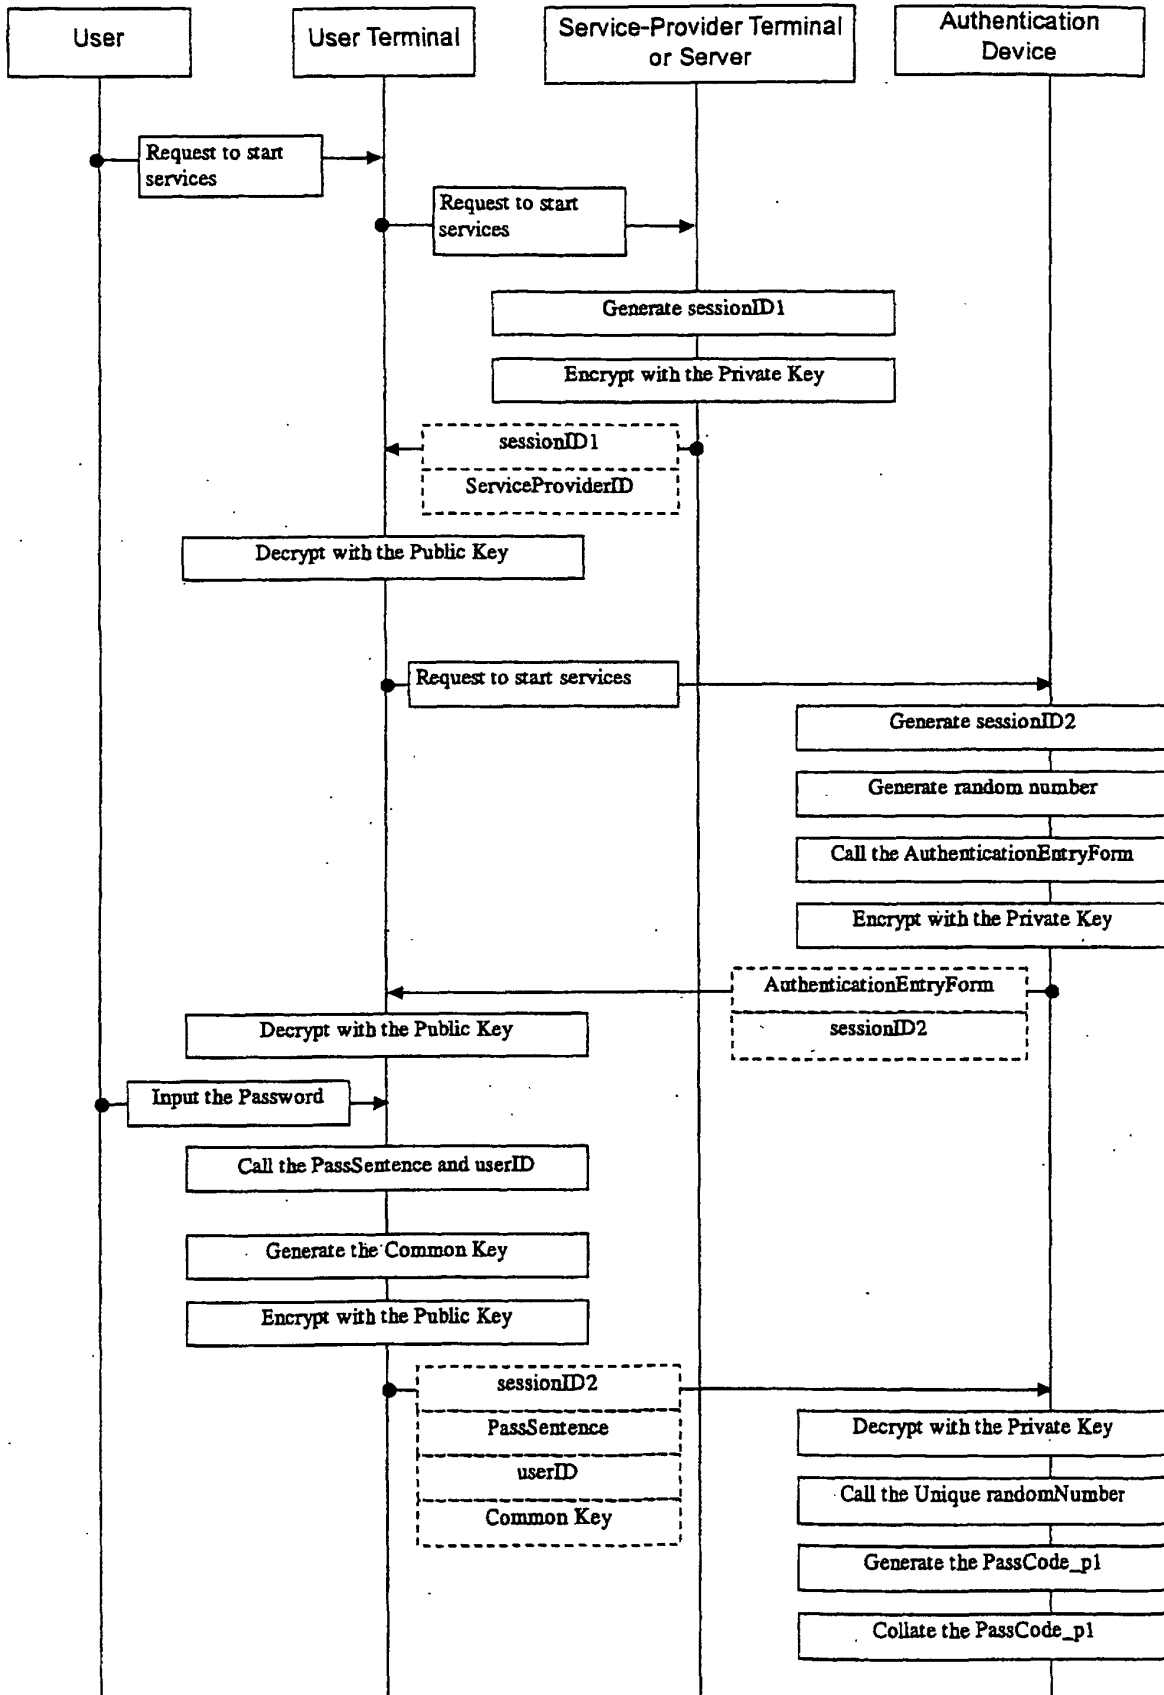 User
User Terminal
Service-Provider Terminal
or Server
Authentication
Device
Request to start
services
Request to start
services
Generate sessionID1
Encrypt with the Private Key
sessionID1
ServiceProviderID
Decrypt with the Public Key
Request to start services
Generate sessionID2
Generate random number
Call the AuthenticationEntryForm
Encrypt with the Private Key
AuthenticationEntryForm
sessionID2
Decrypt with the Public Key
Input the Password
Call the PassSentence and userID
Generate the Common Key
Encrypt with the Public Key
sessionID2
PassSentence
userID
Common Key
Decrypt with the Private Key
Call the Unique randomNumber
Generate the PassCode_p1
Collate the PassCode_p1